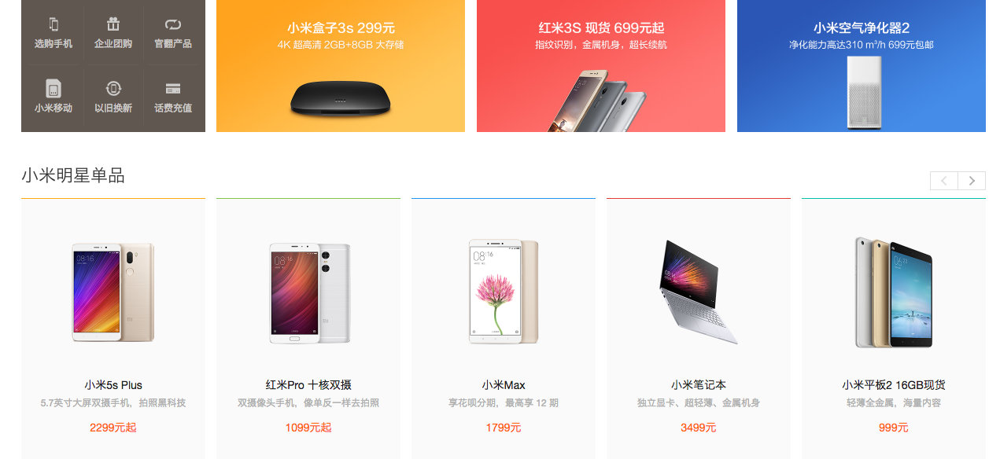 选购手机
企业团购
官翻产品
小米移动
以旧换新
话费充值
小米盒子3s 299元
4K 超高清 2GB+8GB 大存储
红米3S 现货 699元起
指纹识别，金属机身，超长续航
小米空气净化器2
净化能力高达310 m³/h 699元包邮
小米明星单品
08:16
小米5s Plus
5.7英寸大屏双摄手机，拍照黑科技
2299元起
08:16
红米Pro 十核双摄
双摄像头手机，像单反一样去拍照
1099元起
08:16
小米Max
享花呗分期，最高享 12 期
1799元
小米笔记本
独立显卡、超轻薄、金属机身
3499元
小米平板2 16GB现货
轻薄全金属，海量内容
999元